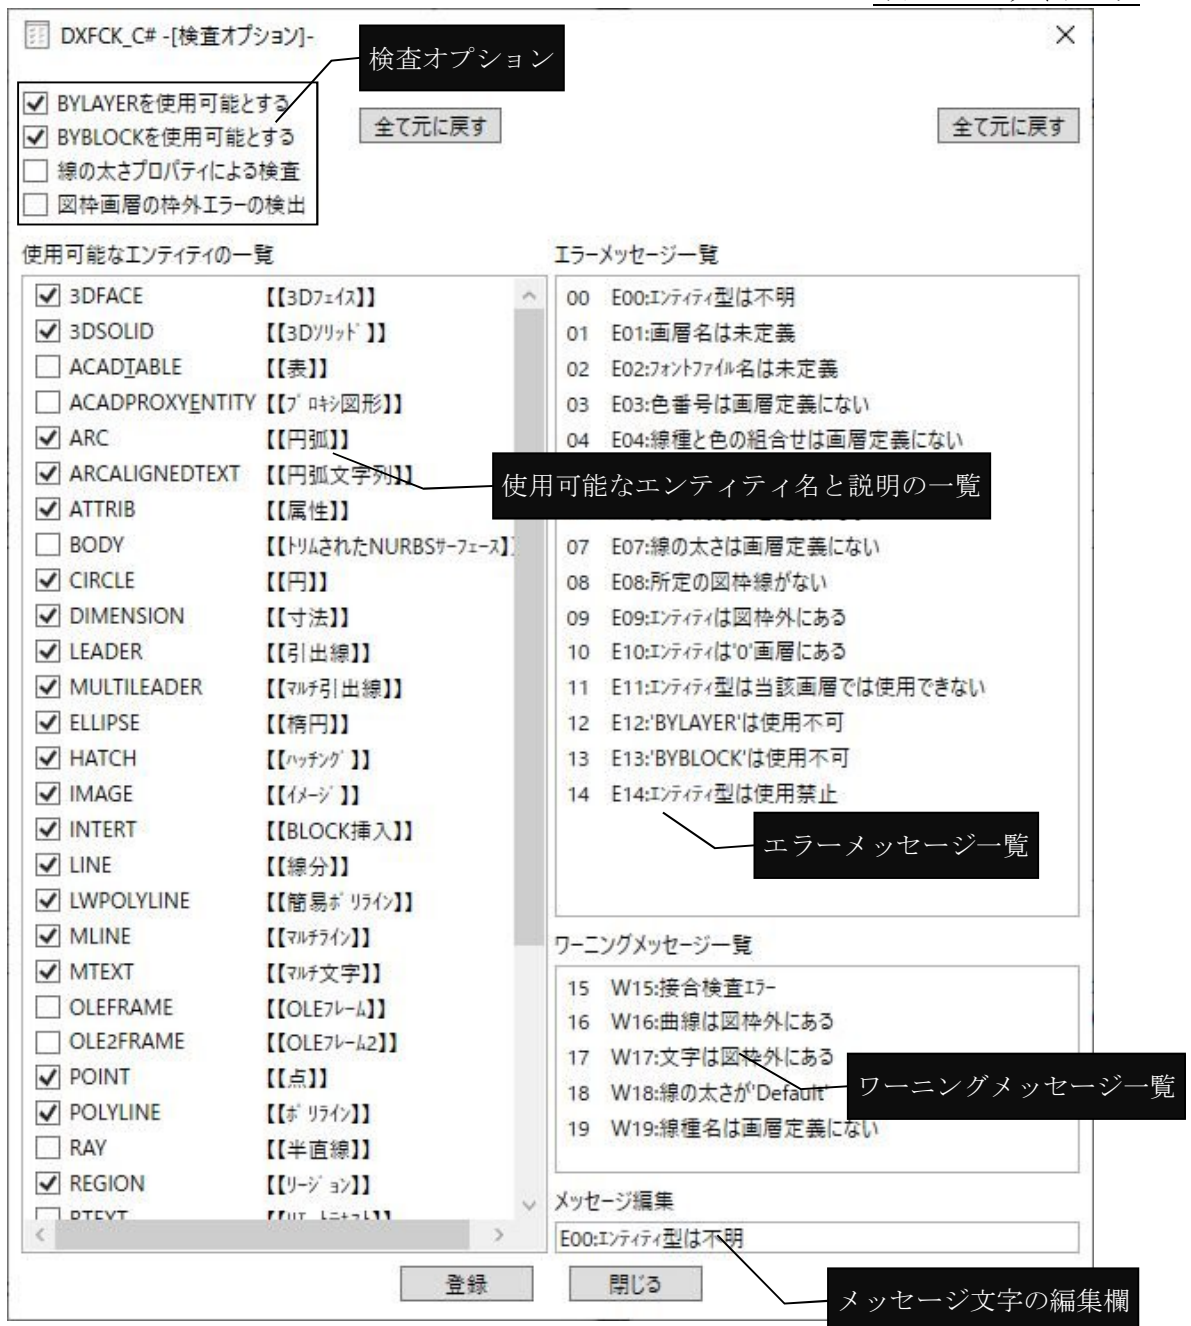 DXFCK_C# -[検査オプション]-
検査オプション
BYLAYERを使用可能とする
BYBLOCKを使用可能とする
線の太さプロパティによる検査
図枠画層の枠外エラーの検出
全て元に戻す
全て元に戻す
使用可能なエンティティの一覧
3DFACE 【【3Dﾌｪｲｽ】】
3DSOLID 【【3Dｿリッﾄﾞ】】
ACADTABLE 【【表】】
ACADPROXYENTITY 【【ﾌﾟﾛｷｼ図形】】
ARC 【【円弧】】
ARCALIGNEDTEXT 【【円弧文字列】】
ATTRIB 【【属性】】
BODY 【【ﾄﾘﾑされたNURBSｻｰﾌｪｰｽ】】
CIRCLE 【【円】】
DIMENSION 【【寸法】】
LEADER 【【引出線】】
MULTILEADER 【【ﾏﾙﾁ引出線】】
ELLIPSE 【【楕円】】
HATCH 【【ﾊｯﾁﾝｸﾞ】】
IMAGE 【【ｲﾒｰｼﾞ】】
INTERT 【【BLOCK挿入】】
LINE 【【線分】】
LWPOLYLINE 【【簡易ﾎﾟﾘﾗｲﾝ】】
MLINE 【【ﾏﾙﾁﾗｲﾝ】】
MTEXT 【【ﾏﾙﾁ文字】】
OLEFRAME 【【OLEﾌﾚｰﾑ】】
OLE2FRAME 【【OLEﾌﾚｰﾑ2】】
POINT 【【点】】
POLYLINE 【【ﾎﾟﾘﾗｲﾝ】】
RAY 【【半直線】】
REGION 【【ﾘｰｼﾞｮﾝ】】
使用可能なエンティティ名と説明の一覧
エラーメッセージ一覧
00 E00:ｴﾝﾃｨﾃｨ型は不明
01 E01:画層名は未定義
02 E02:ﾌｫﾝﾄﾌｧｲﾙ名は未定義
03 E03:色番号は画層定義にない
04 E04:線種と色の組合せは画層定義にない
07 E07:線の太さは画層定義にない
08 E08:所定の図枠線がない
09 E09:ｴﾝﾃｨﾃｨは図枠外にある
10 E10:ｴﾝﾃｨﾃｨは'0'画層にある
11 E11:ｴﾝﾃｨﾃｨ型は当該画層では使用できない
12 E12:'BYLAYER'は使用不可
13 E13:'BYBLOCK'は使用不可
14 E14:ｴﾝﾃｨﾃｨ型は使用禁止
エラーメッセージ一覧
ワーニングメッセージ一覧
15 W15:接合検査ｴﾗｰ
16 W16:曲線は図枠外にある
17 W17:文字は図枠外にある
18 W18:線の太さが'Default'
19 W19:線種名は画層定義にない
ワーニングメッセージ一覧
メッセージ編集
E00:ｴﾝﾃｨﾃｨ型は不明
登録
閉じる
メッセージ文字の編集欄